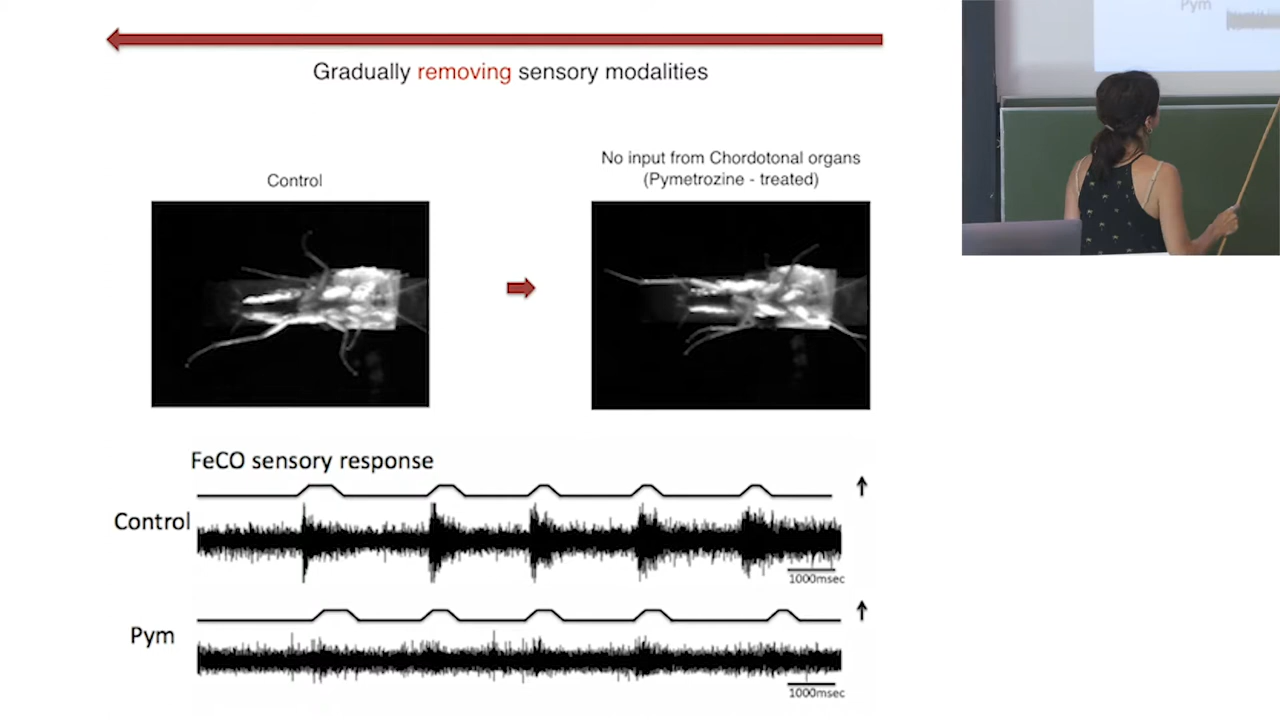 Gradually removing sensory modalities
Control
No input from Chordotonal organs
(Pymetrozine - treated)
FeCO sensory response
Control
1000msec
Pym
1000msec
Pym